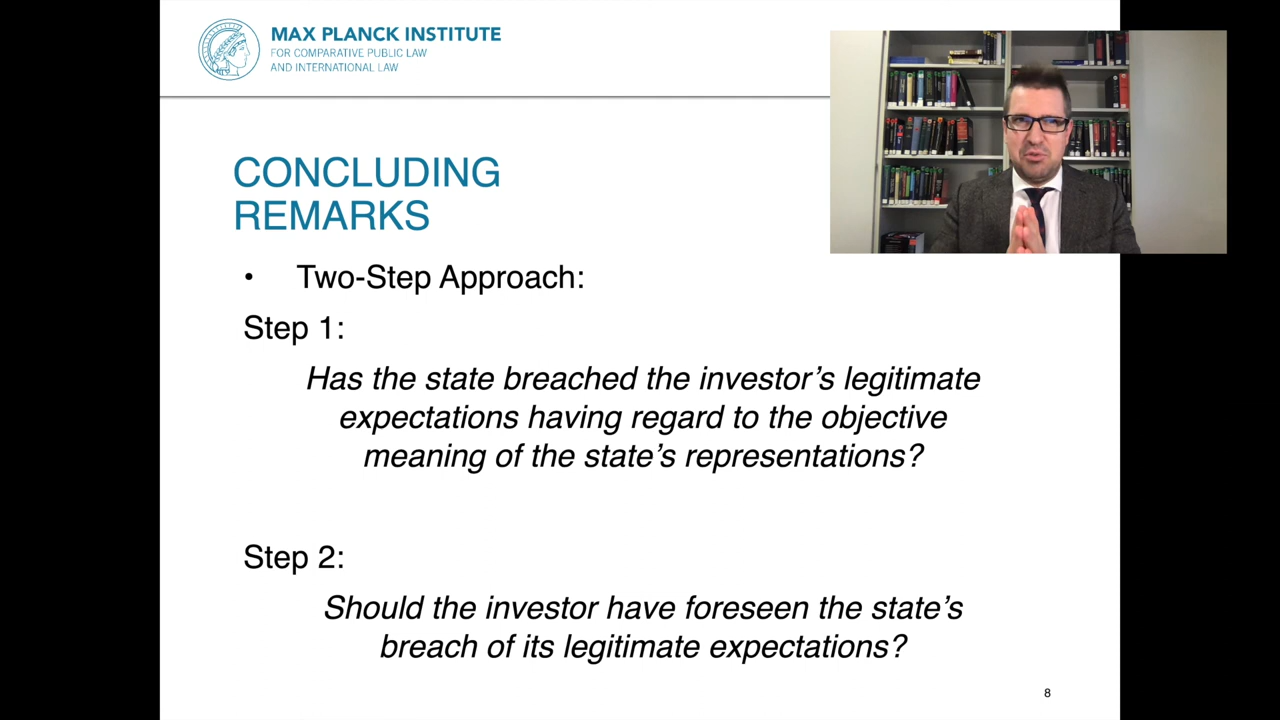 MAX PLANCK INSTITUTE
FOR COMPARATIVE PUBLIC LAW
AND INTERNATIONAL LAW
CONCLUDING
REMARKS
• Two-Step Approach:
Step 1:
Has the state breached the investor’s legitimate
expectations having regard to the objective
meaning of the state’s representations?
Step 2:
Should the investor have foreseen the state’s
breach of its legitimate expectations?
8